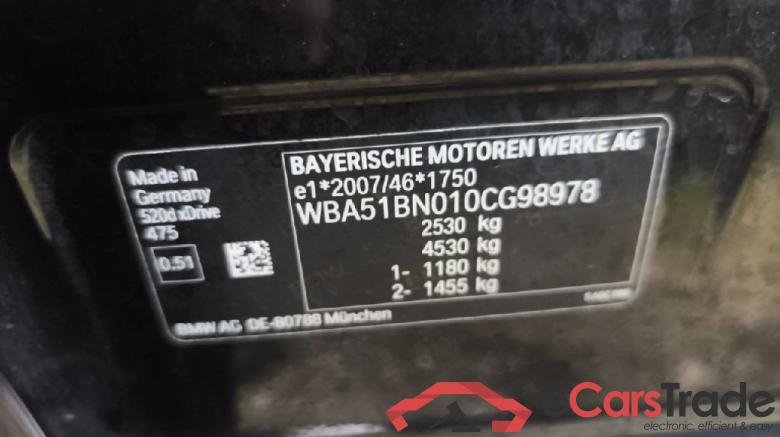 Made in
Germany
520d xDrive
475
0.51
BAYERISCHE MOTOREN WERKE AG
e1*2007/46*1750
WBA51BN010CG98978
2530 kg
4530 kg
1- 1180 kg
2- 1455 kg
BMW AG DE-80788 München
eCarsTrade
electronic, efficient & easy